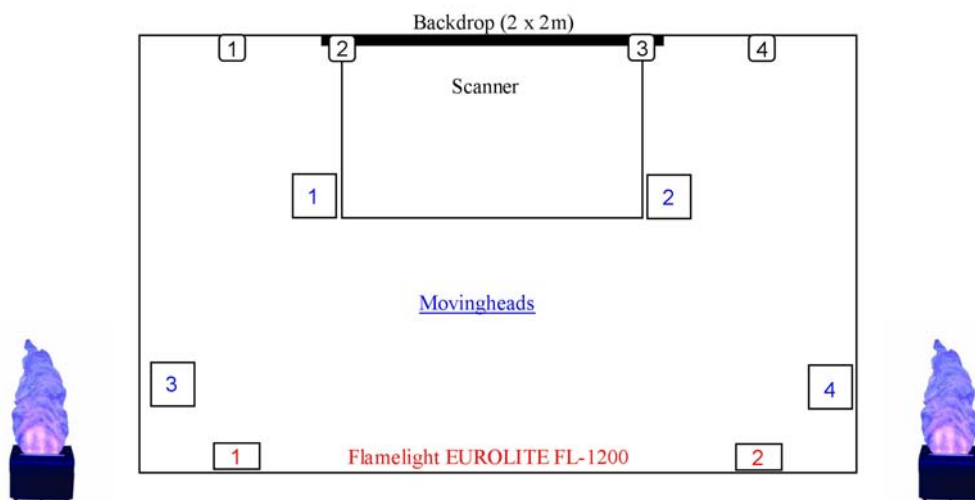 Backdrop (2 x 2m)
1 2 3 4
Scanner
1 2
Movingheads
3 4
1 Flamelight EUROLITE FL-1200 2